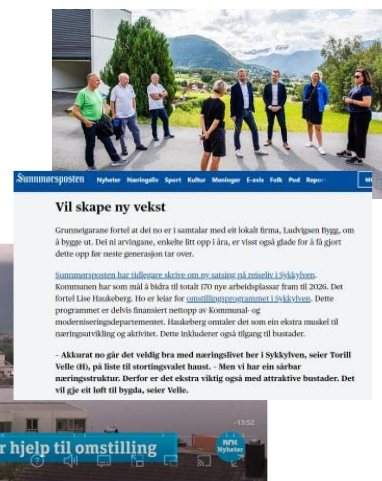 Sunnmørsposten Nyheter Næringsliv Sport Kultur Meninger E-avis Folk Pod Repor
Vil skape ny vekst
Grunneigarane fortel at dei no er i samtalar med eit lokalt firma, Ludvigsen Bygg, om
å bygge ut. Dei ni arvingane, enkelte litt opp i åra, er visst også glade for å få gjort
dette opp før neste generasjon tar over.
Sunnmørsposten har tidlegare skrive om ny satsing på reiseliv i Sykkylven.
Kommunen har som mål å bidra til totalt 170 nye arbeidsplassar fram til 2026. Det
fortel Lise Haukeberg. Ho er leiar for omstillingsprogrammet i Sykkylven. Dette
programmet er delvis finansiert nettopp av Kommunal- og
moderniseringsdepartementet. Haukeberg omtaler det som ein ekstra muskel til
næringsutvikling og aktivitet. Dette inkluderer også tilgang til bustader.
– Akkurat no går det veldig bra med næringslivet her i Sykkylven, seier Torill
Velle (H), på liste til stortingsvalet haust. – Men vi har ein sårbar
næringsstruktur. Derfor er det ekstra viktig også med attraktive bustader. Det
vil gje eit løft til bygda, seier Velle.
-13:52
r hjelp til omstilling
NRK
Nyheter